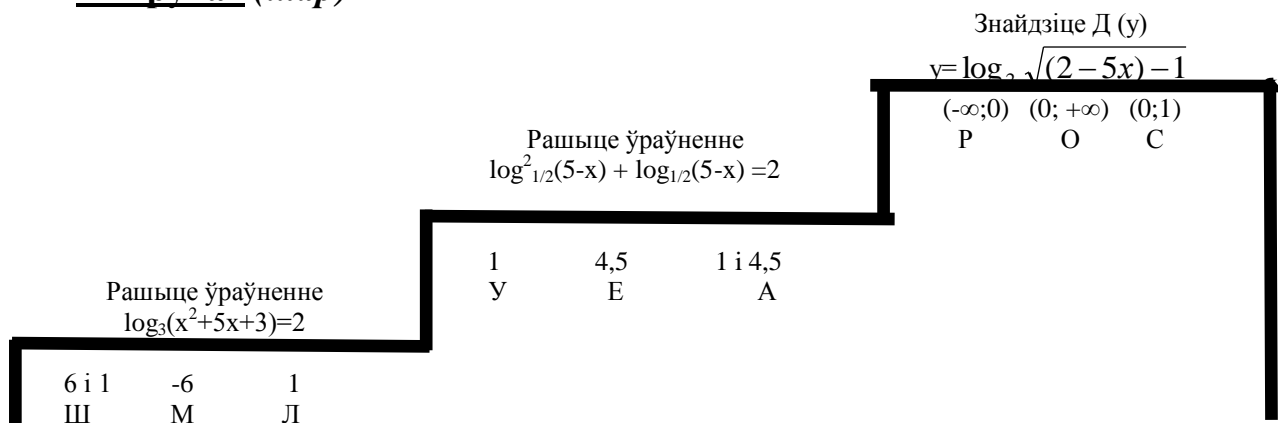 Знайдзіце Д (у)
y= log √(2 – 5x) – 1
(-∞;0) (0; +∞) (0;1)
Р О С
Рашыце ўраўненне
log²₁/₂(5-x) + log₁/₂(5-x) =2
1 4,5 1 і 4,5
У Е А
Рашыце ўраўненне
log₃(x²+5x+3)=2
6 і 1 -6 1
Ш М Л